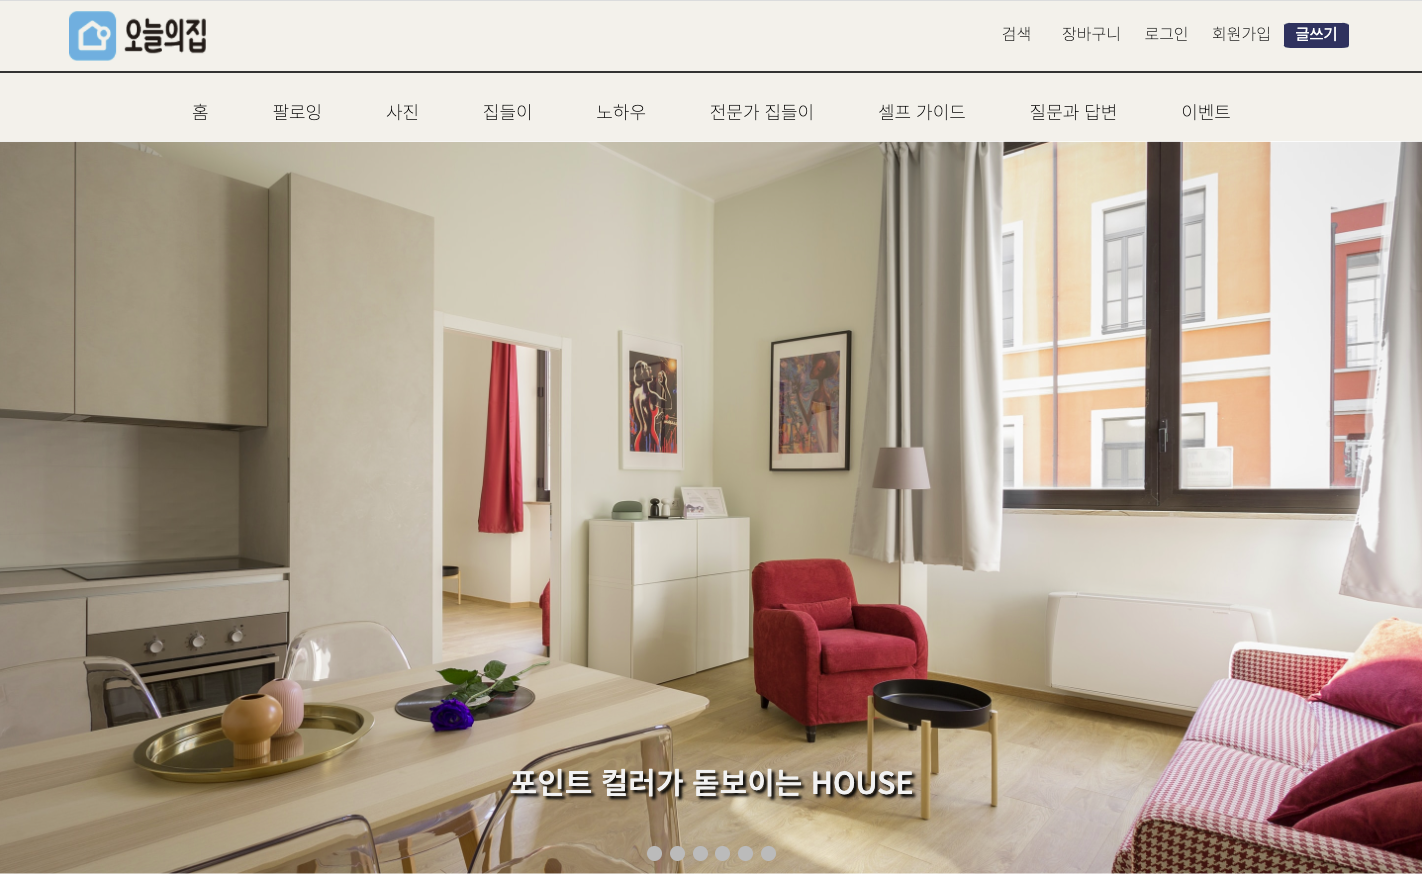 오늘의집
검색 장바구니 로그인 회원가입 글쓰기
홈 팔로잉 사진 집들이 노하우 전문가 집들이 셀프 가이드 질문과 답변 이벤트
포인트 컬러가 돋보이는 HOUSE